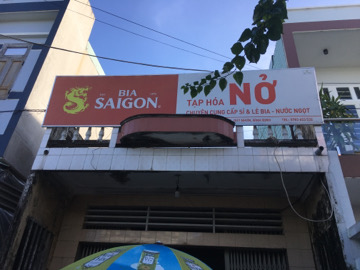 BIA
SAIGON
TẠP HÓA NỞ
CHUYÊN CUNG CẤP SỈ & LẺ BIA - NƯỚC NGỌT